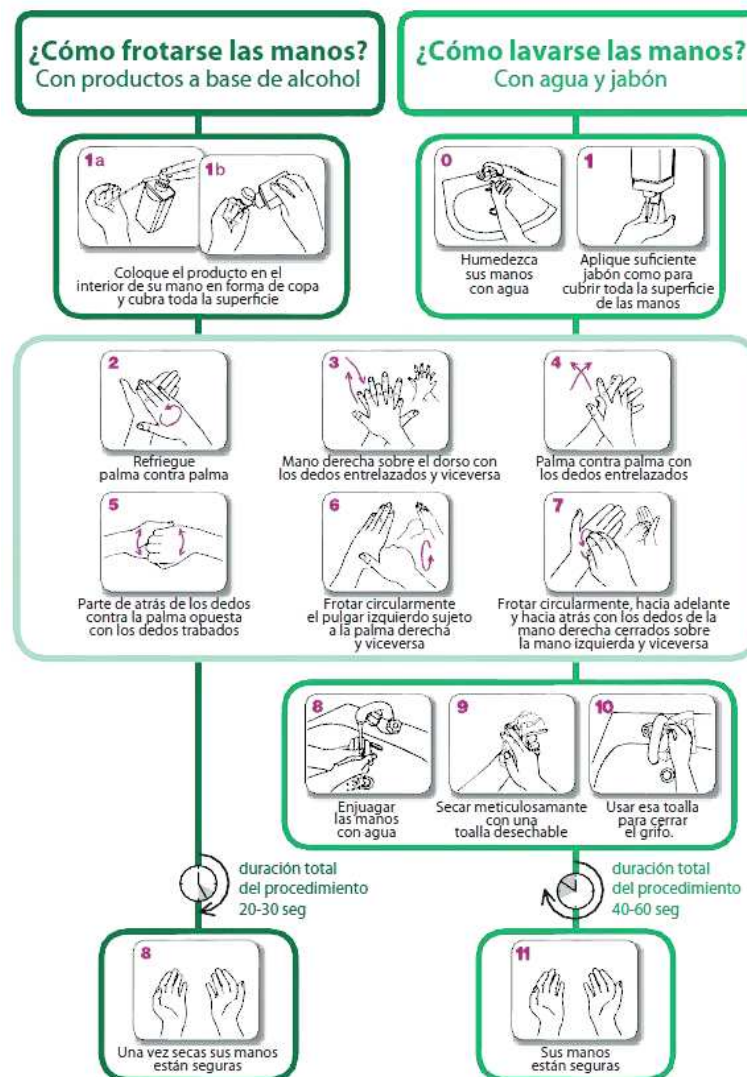 ¿Cómo frotarse las manos?
Con productos a base de alcohol
¿Cómo lavarse las manos?
Con agua y jabón
1a
1b
Coloque el producto en el
interior de su mano en forma de copa
y cubra toda la superficie
0
Humedezca
sus manos
con agua
1
Aplique suficiente
jabón como para
cubrir toda la superficie
de las manos
2
Refriegue
palma contra palma
3
Mano derecha sobre el dorso con
los dedos entrelazados y viceversa
4
Palma contra palma con
los dedos entrelazados
5
Parte de atrás de los dedos
contra la palma opuesta
con los dedos trabados
6
Frotar circularmente
el pulgar izquierdo sujeto
a la palma derecha
y viceversa
7
Frotar circularmente, hacia adelante
y hacia atrás con los dedos de la
mano derecha cerrados sobre
la mano izquierda y viceversa
8
Enjuagar
las manos
con agua
9
Secar meticulosamante
con una
toalla desechable
10
Usar esa toalla
para cerrar
el grifo.
duración total
del procedimiento
20-30 seg
duración total
del procedimiento
40-60 seg
8
Una vez secas sus manos
están seguras
11
Sus manos
están seguras